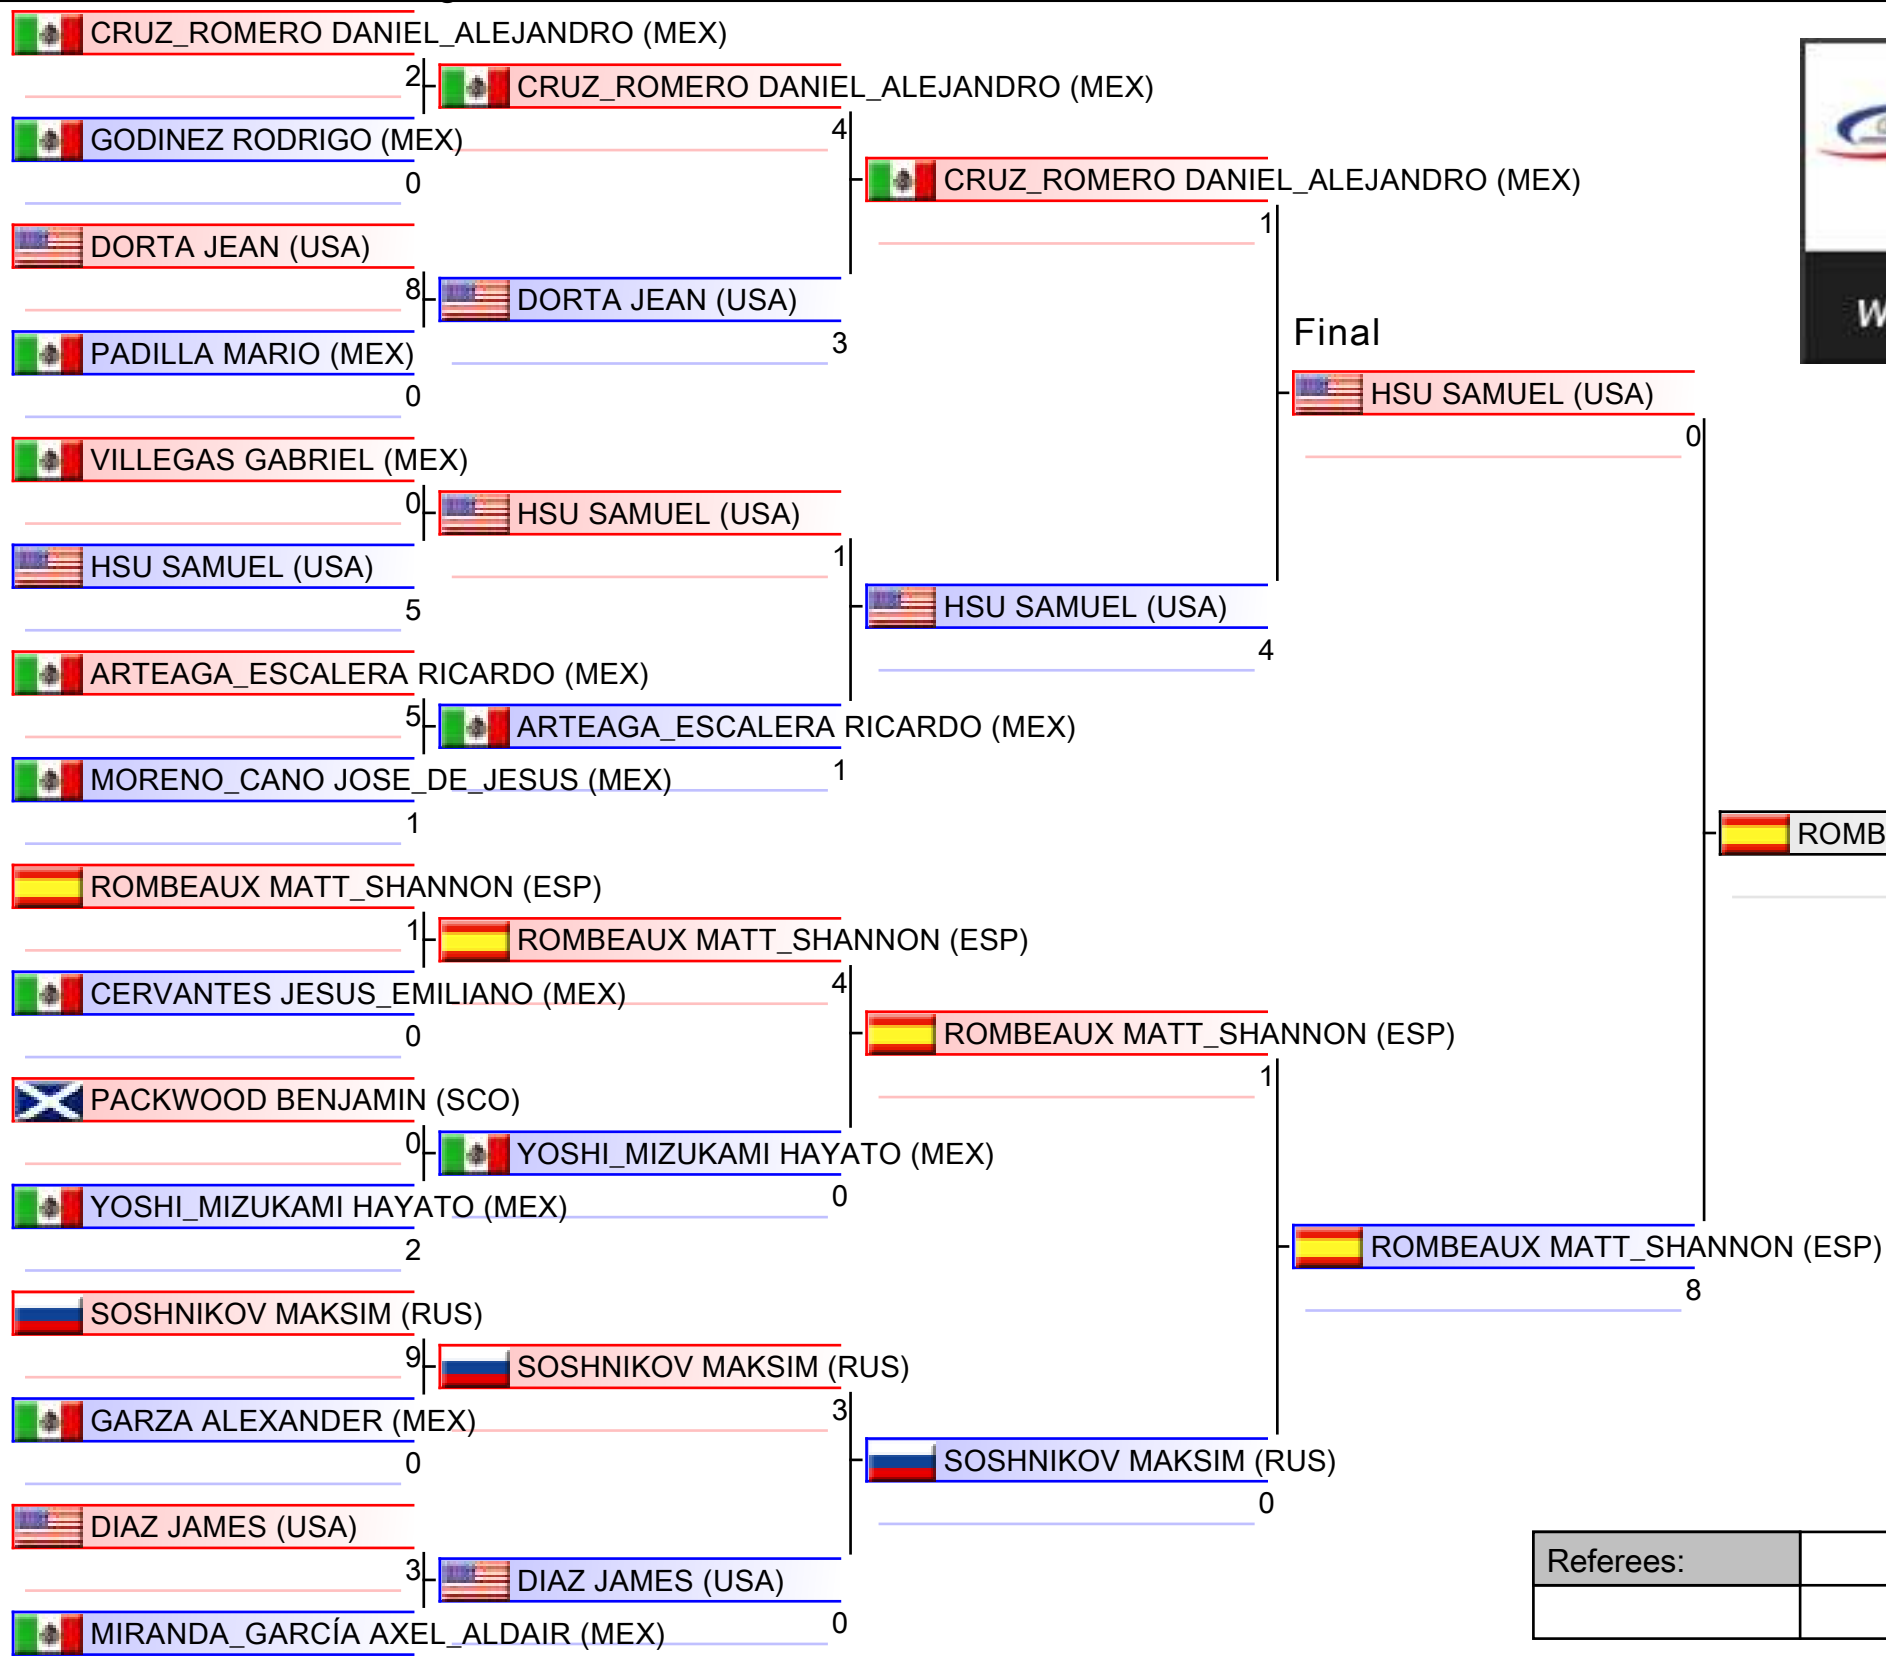 CRUZ_ROMERO DANIEL_ALEJANDRO (MEX)
2
GODINEZ RODRIGO (MEX)
0
DORTA JEAN (USA)
8
PADILLA MARIO (MEX)
0
VILLEGAS GABRIEL (MEX)
0
HSU SAMUEL (USA)
5
ARTEAGA_ESCALERA RICARDO (MEX)
5
MORENO_CANO JOSE_DE_JESUS (MEX)
1
ROMBEAUX MATT_SHANNON (ESP)
1
CERVANTES JESUS_EMILIANO (MEX)
0
PACKWOOD BENJAMIN (SCO)
0
YOSHI_MIZUKAMI HAYATO (MEX)
2
SOSHNIKOV MAKSIM (RUS)
9
GARZA ALEXANDER (MEX)
0
DIAZ JAMES (USA)
3
MIRANDA_GARCÍA AXEL_ALDAIR (MEX)
CRUZ_ROMERO DANIEL_ALEJANDRO (MEX)
4
DORTA JEAN (USA)
3
HSU SAMUEL (USA)
1
ARTEAGA_ESCALERA RICARDO (MEX)
1
ROMBEAUX MATT_SHANNON (ESP)
4
YOSHI_MIZUKAMI HAYATO (MEX)
0
SOSHNIKOV MAKSIM (RUS)
3
DIAZ JAMES (USA)
0
CRUZ_ROMERO DANIEL_ALEJANDRO (MEX)
1
HSU SAMUEL (USA)
4
ROMBEAUX MATT_SHANNON (ESP)
1
SOSHNIKOV MAKSIM (RUS)
0
Final
HSU SAMUEL (USA)
0
ROMBEAUX MATT_SHANNON (ESP)
8
ROMB
Referees: